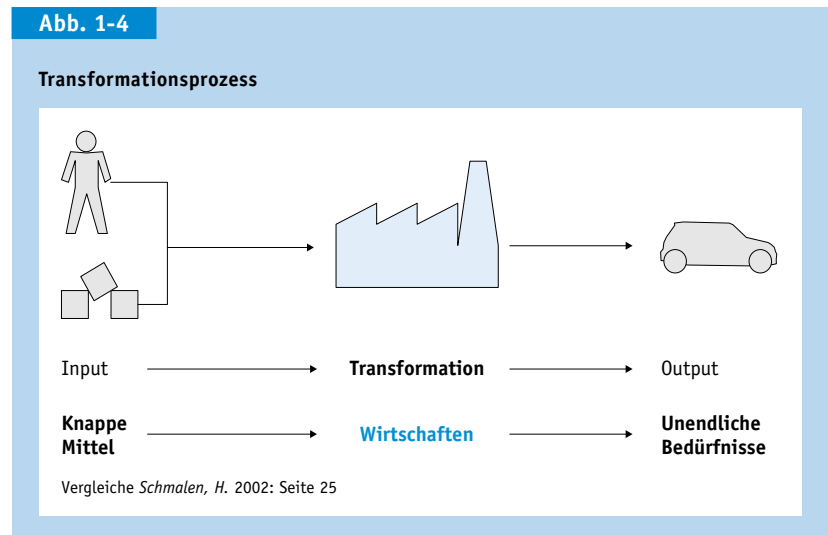 Abb. 1-4
Transformationsprozess
Input Transformation Output
Knappe Mittel Wirtschaften Unendliche Bedürfnisse
Vergleiche Schmalen, H. 2002: Seite 25